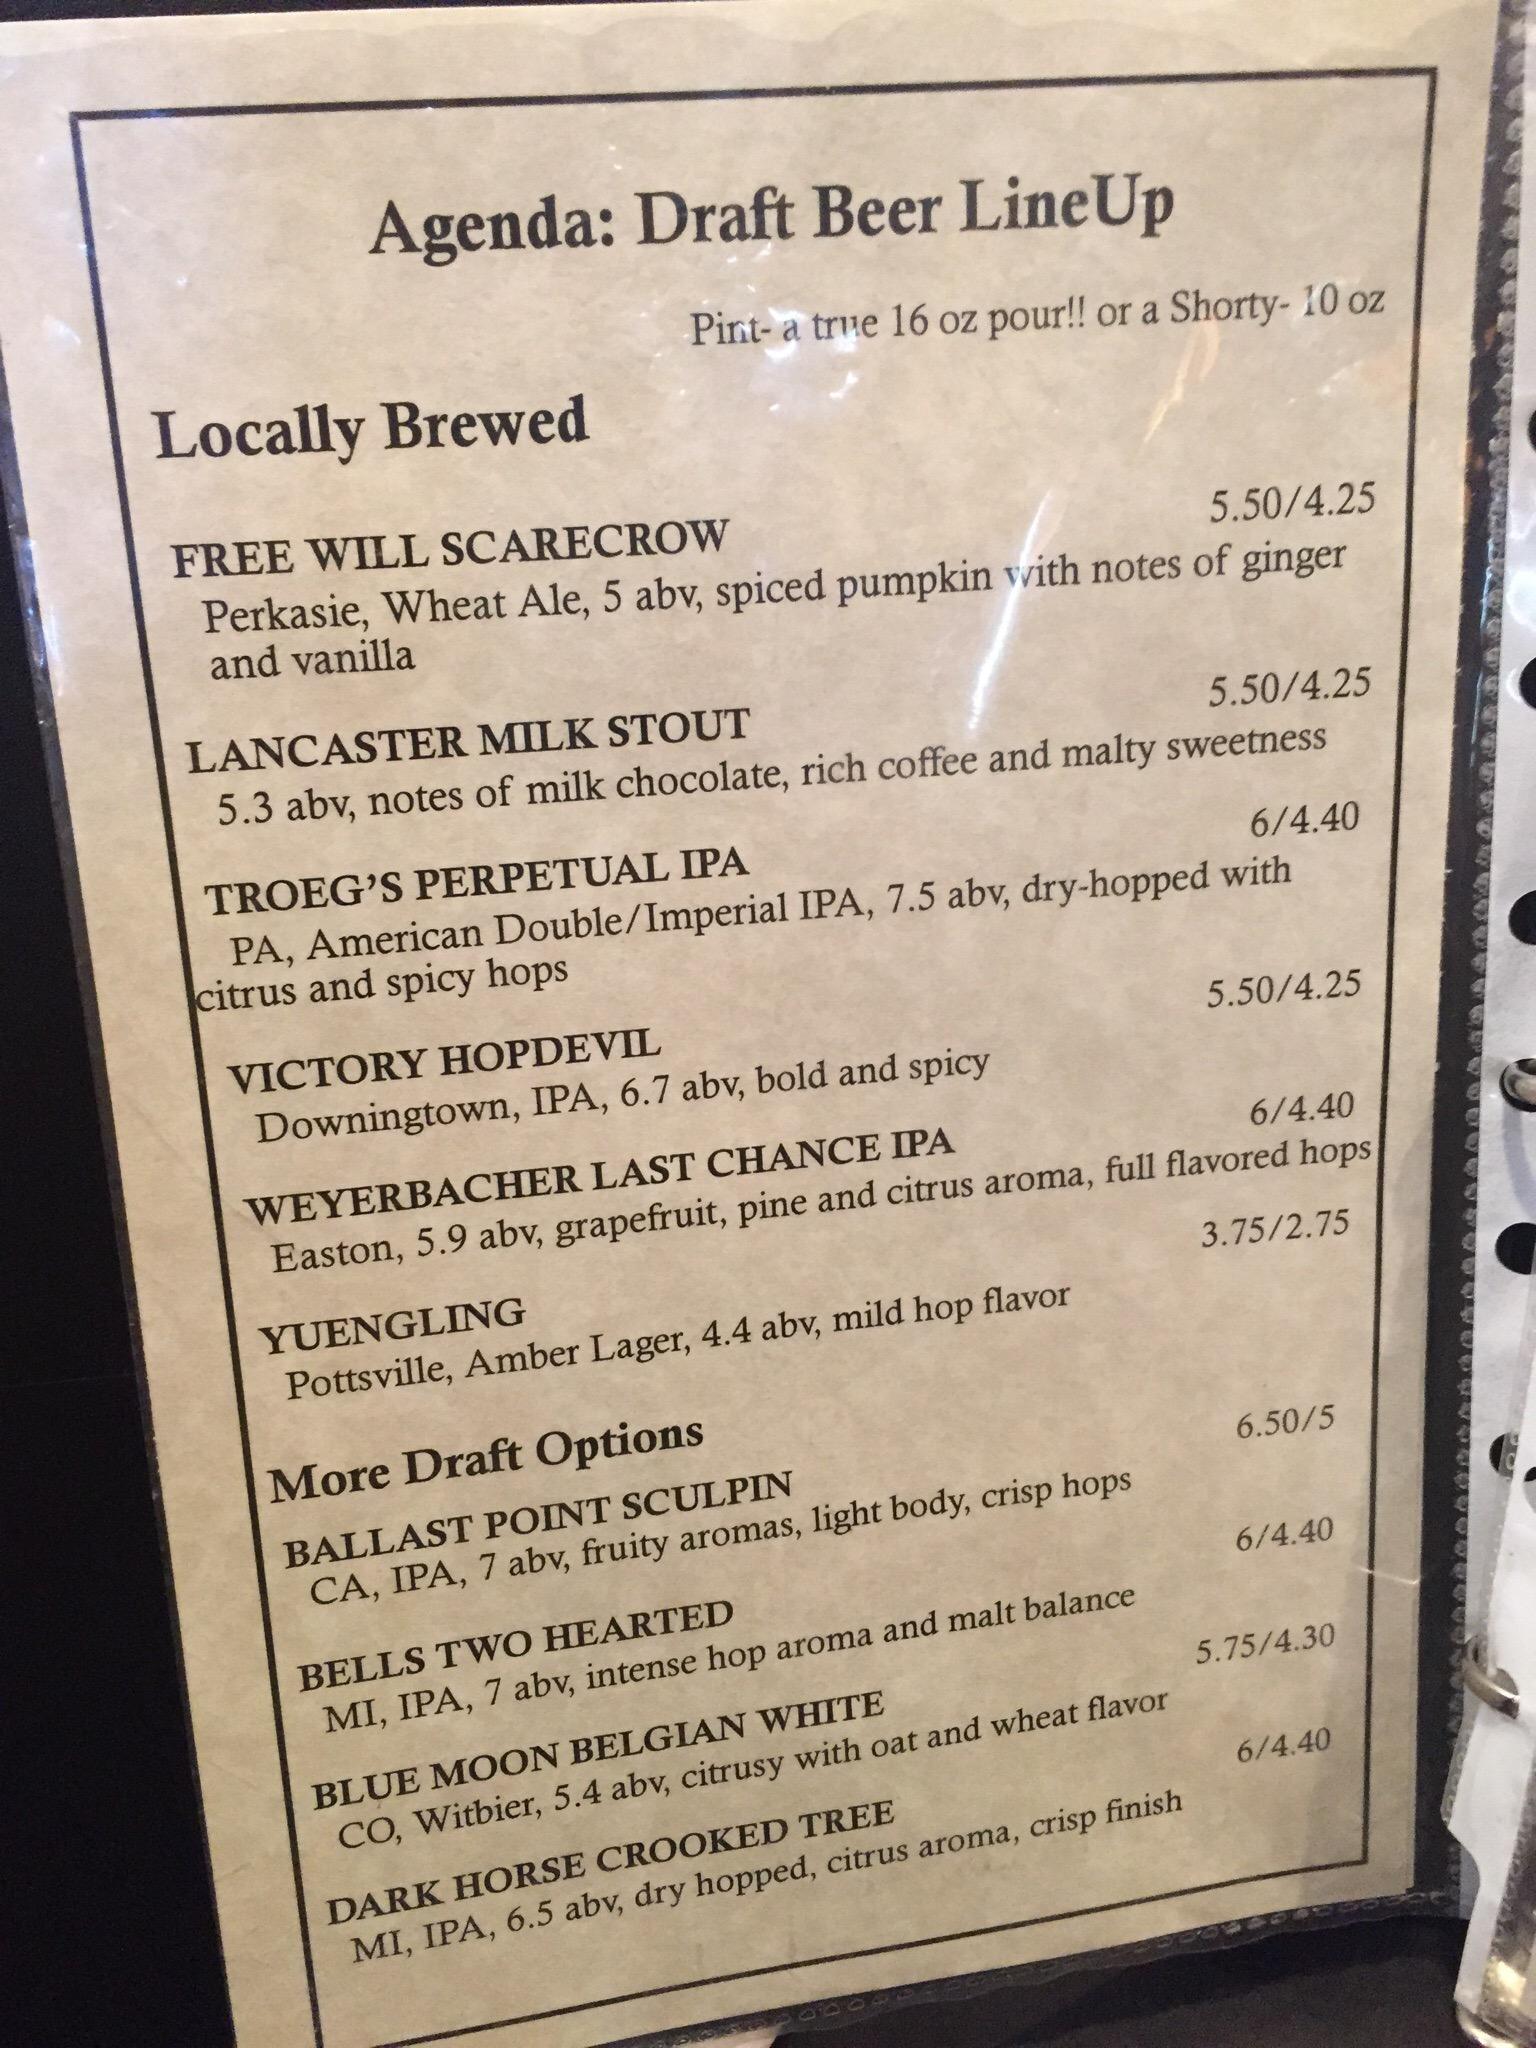 Agenda: Draft Beer LineUp
Pint- a true 16 oz pour!! or a Shorty- 10 oz
Locally Brewed
FREE WILL SCARECROW 5.50/4.25
Perkasie, Wheat Ale, 5 abv, spiced pumpkin with notes of ginger
and vanilla
LANCASTER MILK STOUT 5.50/4.25
5.3 abv, notes of milk chocolate, rich coffee and malty sweetness
TROEG'S PERPETUAL IPA 6/4.40
PA, American Double/Imperial IPA, 7.5 abv, dry-hopped with
citrus and spicy hops
VICTORY HOPDEVIL 5.50/4.25
Downingtown, IPA, 6.7 abv, bold and spicy
WEYERBACHER LAST CHANCE IPA 6/4.40
Easton, 5.9 abv, grapefruit, pine and citrus aroma, full flavored hops
YUENGLING 3.75/2.75
Pottsville, Amber Lager, 4.4 abv, mild hop flavor
More Draft Options
BALLAST POINT SCULPIN 6.50/5
CA, IPA, 7 abv, fruity aromas, light body, crisp hops
BELLS TWO HEARTED 6/4.40
MI, IPA, 7 abv, intense hop aroma and malt balance
BLUE MOON BELGIAN WHITE 5.75/4.30
CO, Witbier, 5.4 abv, citrusy with oat and wheat flavor
DARK HORSE CROOKED TREE 6/4.40
MI, IPA, 6.5 abv, dry hopped, citrus aroma, crisp finish